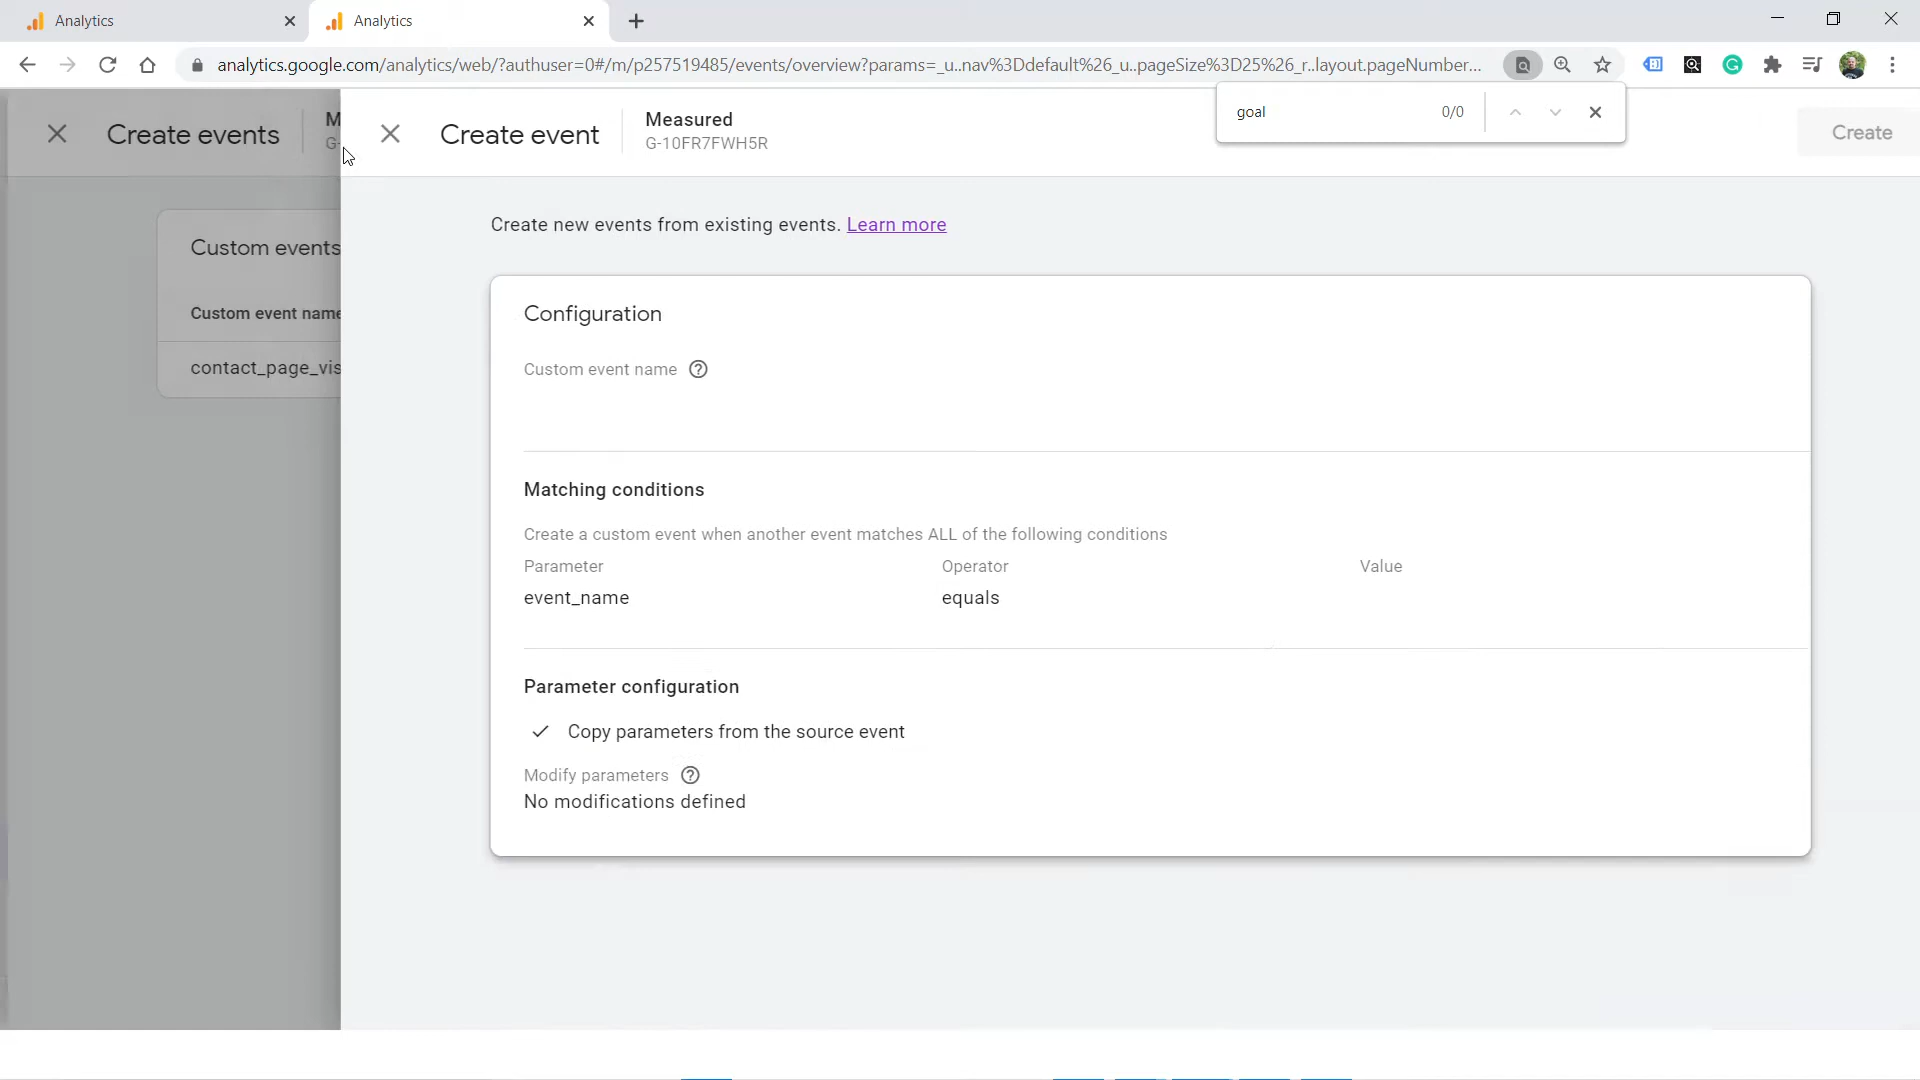 Analytics
Analytics
analytics.google.com/analytics/web/?authuser=0#/m/p257519485/events/overview?params=_u..nav%3Ddefault%26_u..pageSize%3D25%26_r..layout.pageNumber...
goal 0/0
Create events
M
G-
Create event
Measured
G-10FR7FWH5R
Create
Custom events
Custom event name
contact_page_vis
Create new events from existing events. Learn more
Configuration
Custom event name
Matching conditions
Create a custom event when another event matches ALL of the following conditions
Parameter Operator Value
event_name equals
Parameter configuration
Copy parameters from the source event
Modify parameters
No modifications defined